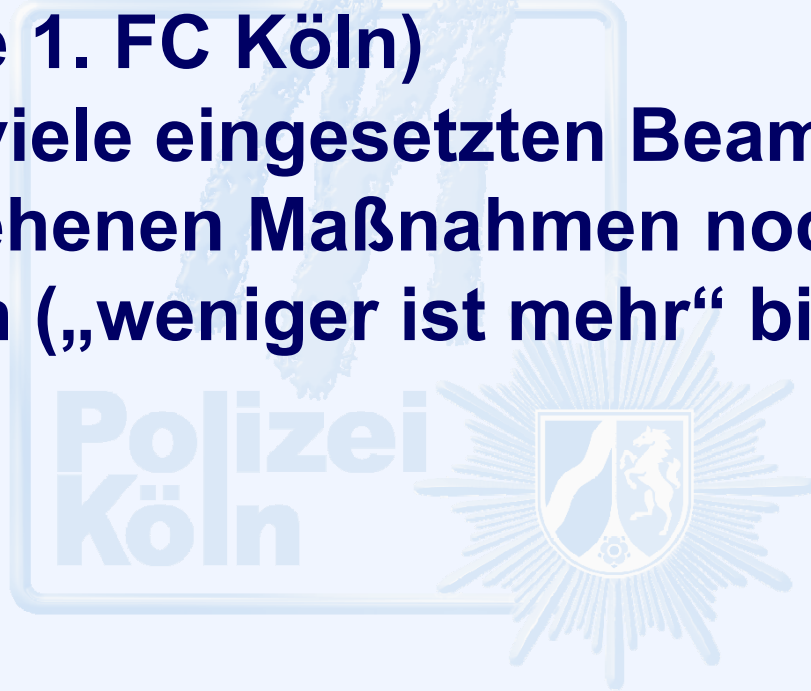 e 1. FC Köln)
viele eingesetzten Beam
ehenen Maßnahmen noc
n („weniger ist mehr“ bi
Polizei
Köln